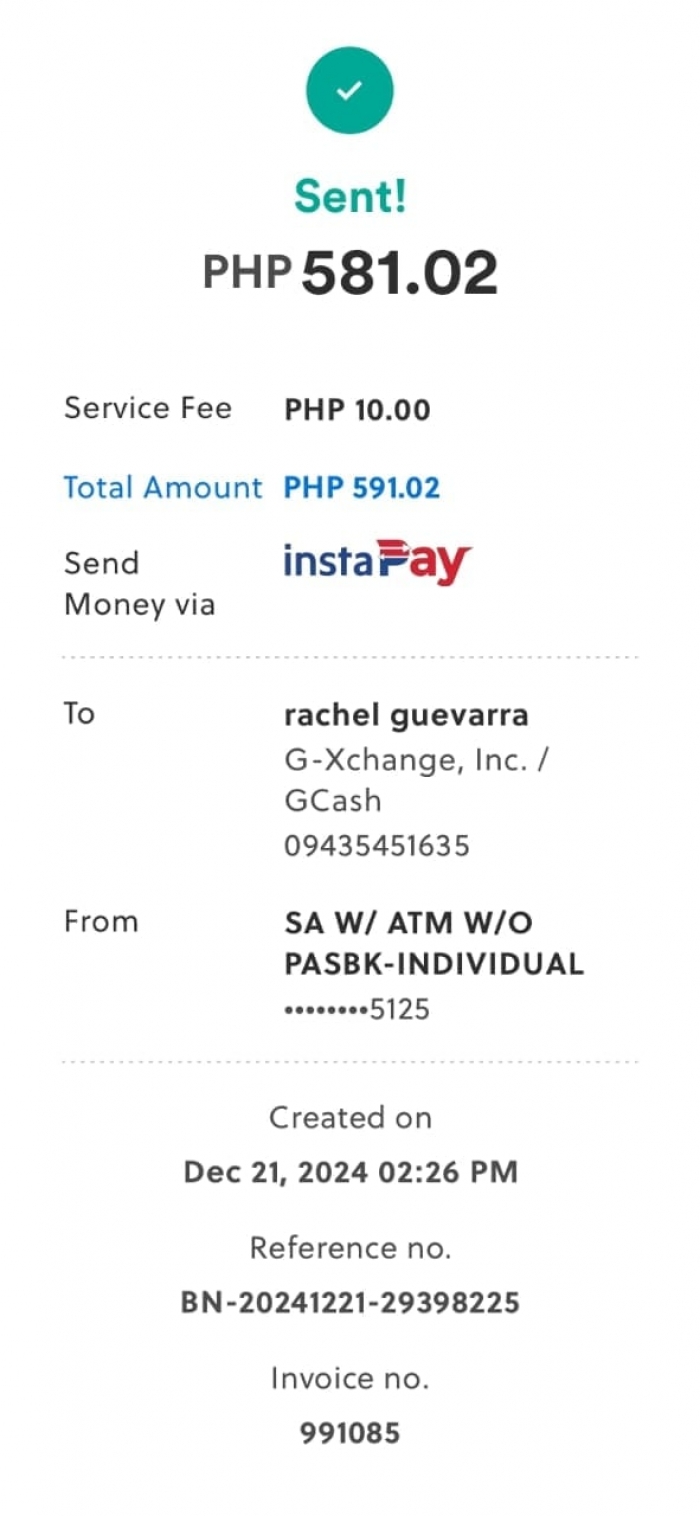 Sent!
PHP 581.02
Service Fee PHP 10.00
Total Amount PHP 591.02
Send
Money via
instaPay
To
rachel guevarra
G-Xchange, Inc. /
GCash
09435451635
From
SA W/ ATM W/O
PASBK-INDIVIDUAL
••••••••5125
Created on
Dec 21, 2024 02:26 PM
Reference no.
BN-20241221-29398225
Invoice no.
991085